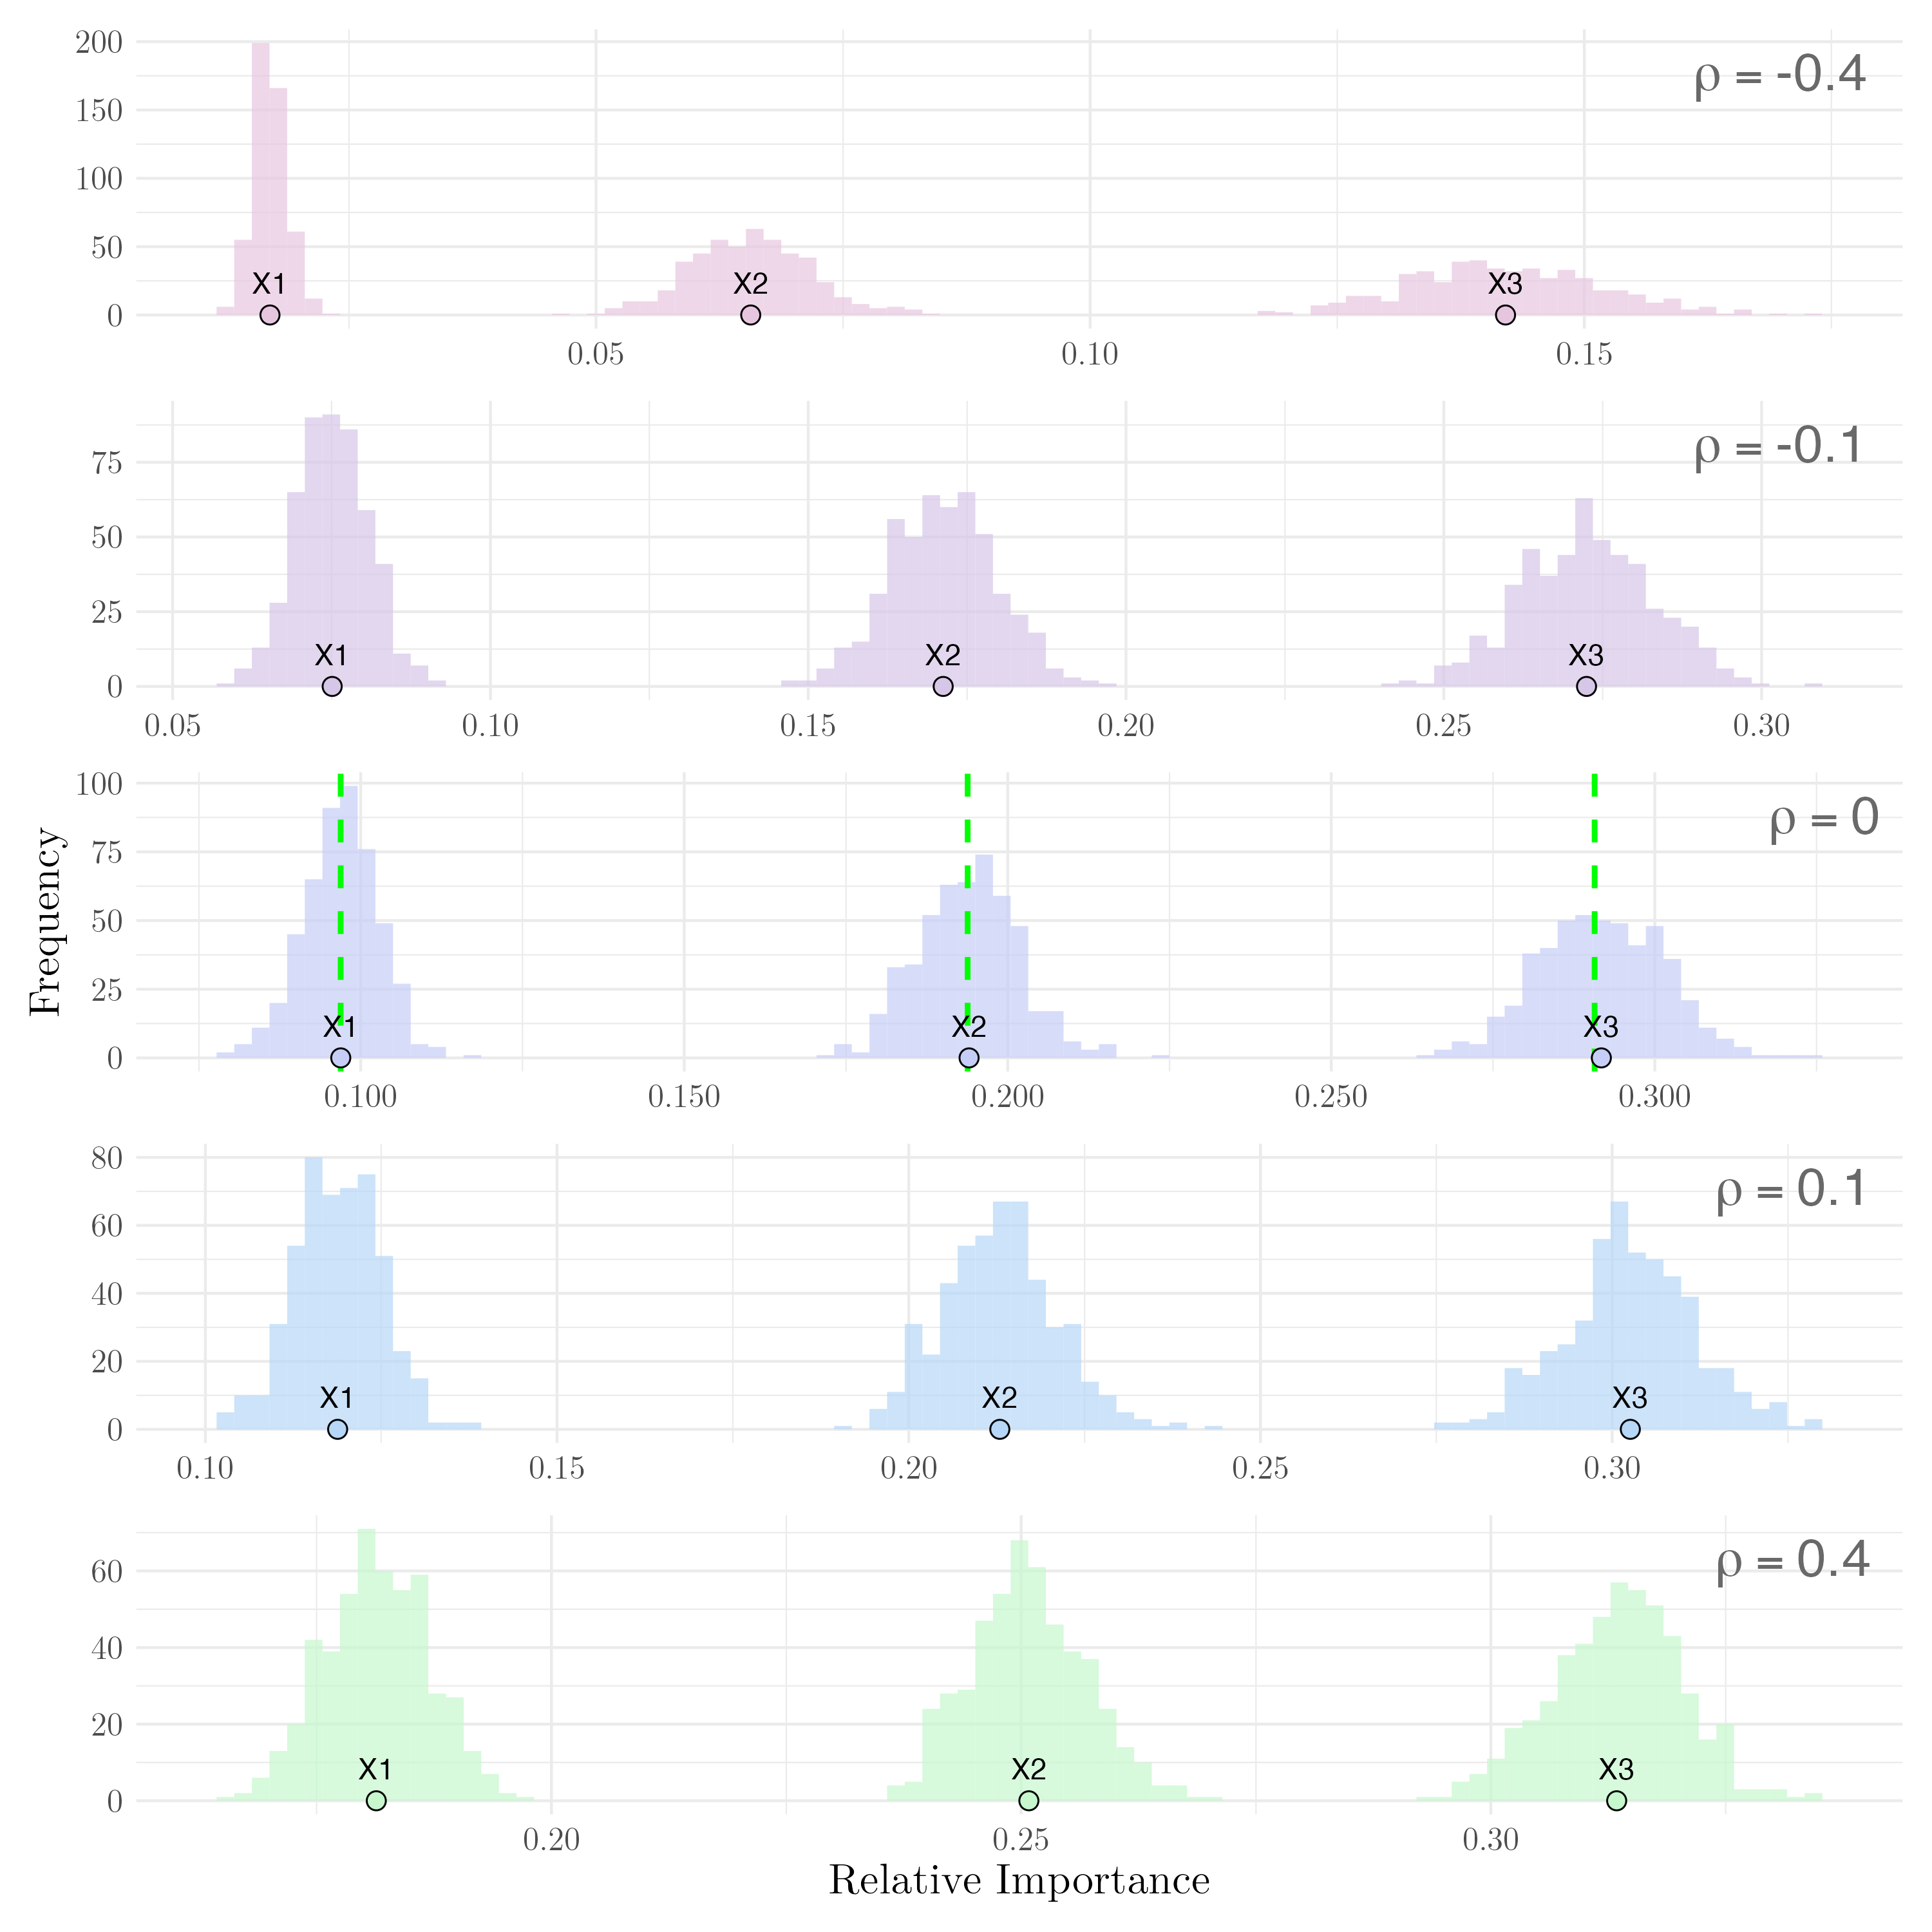 200
150
100
50
0
ρ = -0.4
X1
X2
X3
0.05
0.10
0.15
75
50
25
0
ρ = -0.1
X1
X2
X3
0.05
0.10
0.15
0.20
0.25
0.30
Frequency
100
75
50
25
0
ρ = 0
X1
X2
X3
0.100
0.150
0.200
0.250
0.300
80
60
40
20
0
ρ = 0.1
X1
X2
X3
0.10
0.15
0.20
0.25
0.30
60
40
20
0
ρ = 0.4
X1
X2
X3
0.20
0.25
0.30
Relative Importance